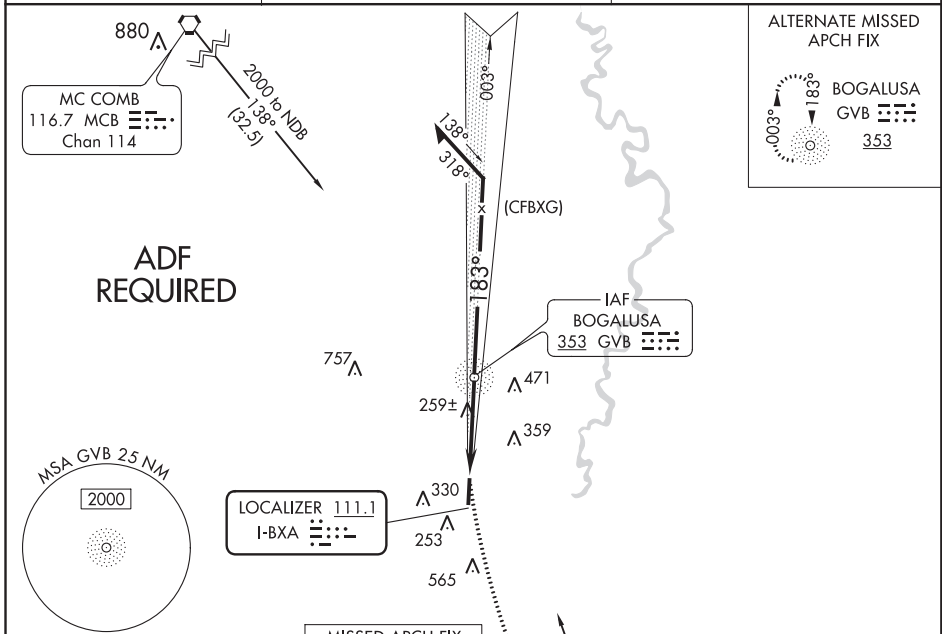 880
MC COMB
116.7 MCB
Chan 114
2000 to NDB
138°
(32.5)
003°
138°
318°
(CFBXG)
183°
ALTERNATE MISSED
APCH FIX
003°
183°
BOGALUSA
GVB
353
ADF
REQUIRED
IAF
BOGALUSA
353 GVB
757
471
259±
359
MSA GVB 25 NM
2000
LOCALIZER 111.1
I-BXA
330
253
565
MISSED APCH FIX